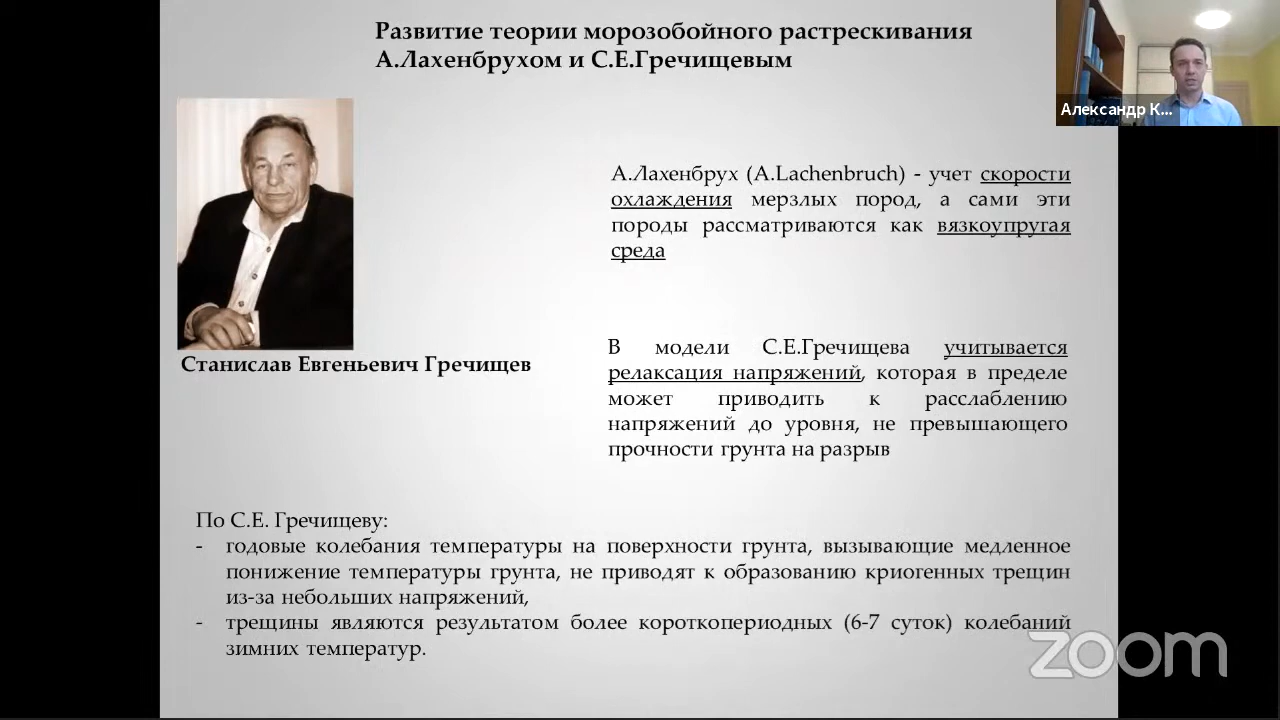 Развитие теории морозобойного растрескивания
А.Лахенбрухом и С.Е.Гречищевым
Александр К...
А.Лахенбрух (A.Lachenbruch) - учет скорости
охлаждения мерзлых пород, а сами эти
породы рассматриваются как вязкоупругая
среда
Станислав Евгеньевич Гречищев
В модели С.Е.Гречищева учитывается
релаксация напряжений, которая в пределе
может приводить к расслаблению
напряжений до уровня, не превышающего
прочности грунта на разрыв
По С.Е. Гречищеву:
- годовые колебания температуры на поверхности грунта, вызывающие медленное
понижение температуры грунта, не приводят к образованию криогенных трещин
из-за небольших напряжений,
- трещины являются результатом более короткопериодных (6-7 суток) колебаний
зимних температур.
zoom